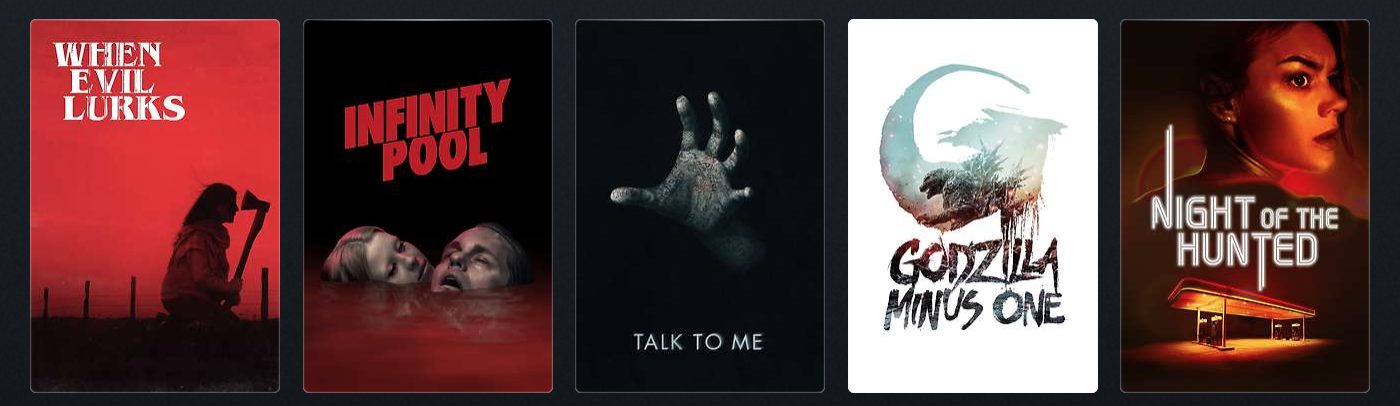 WHEN
EVIL
LURKS
INFINITY
POOL
TALK TO ME
GODZILLA
MINUS ONE
NIGHT OF THE
HUNTED